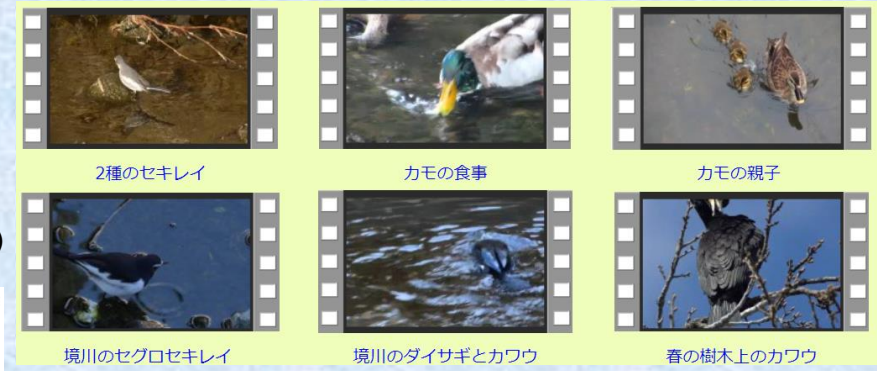 2種のセキレイ
カモの食事
カモの親子
境川のセグロセキレイ
境川のダイサギとカワウ
春の樹木上のカワウ